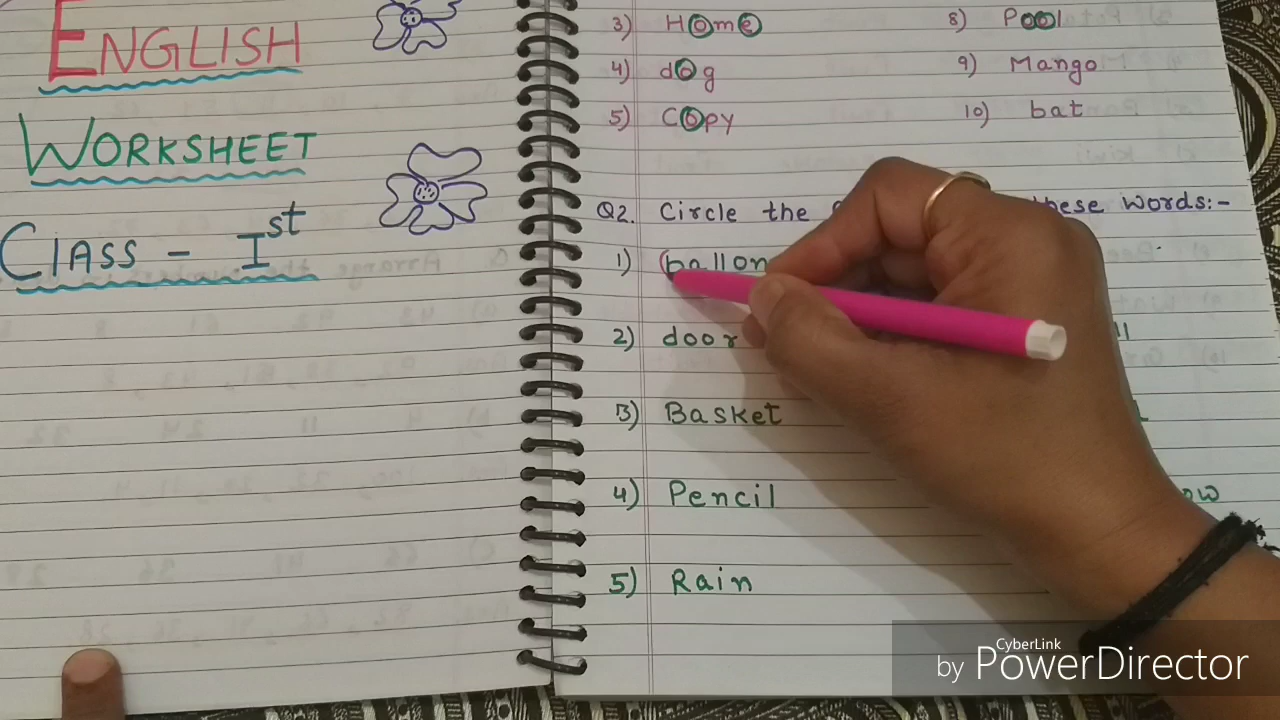 ENGLISH
WORKSHEET
CLASS - Ist
3) Home
8) Pool
4) dog
9) Mango
5) COPY
10) bat
Q2. Circle the these words:-
1) ballon
2) door
3) Basket
4) Pencil
5) Rain
CyberLink
by PowerDirector